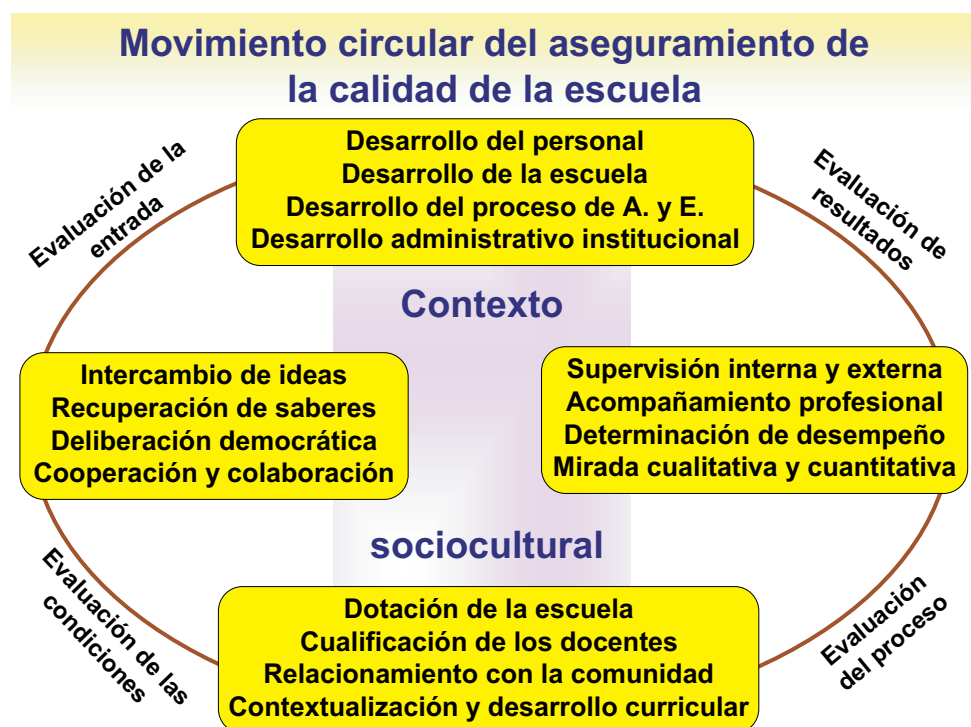 Movimiento circular del aseguramiento de
la calidad de la escuela
Evaluación de la
entrada
Desarrollo del personal
Desarrollo de la escuela
Desarrollo del proceso de A. y E.
Desarrollo administrativo institucional
Evaluación de
resultados
Contexto
Intercambio de ideas
Recuperación de saberes
Deliberación democrática
Cooperación y colaboración
Supervisión interna y externa
Acompañamiento profesional
Determinación de desempeño
Mirada cualitativa y cuantitativa
sociocultural
Evaluación de las
condiciones
Dotación de la escuela
Cualificación de los docentes
Relacionamiento con la comunidad
Contextualización y desarrollo curricular
Evaluación
del proceso